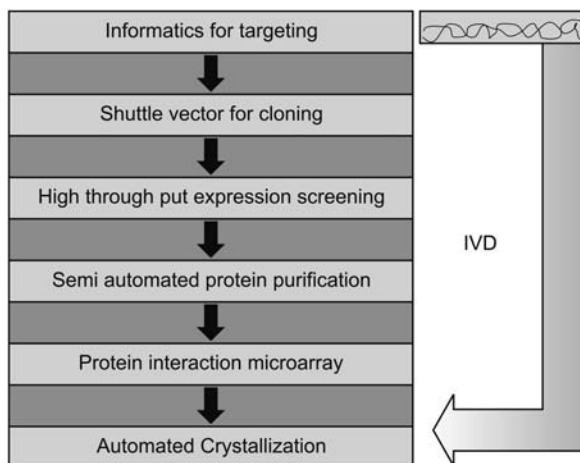 Informatics for targeting
Shuttle vector for cloning
High through put expression screening
Semi automated protein purification
Protein interaction microarray
Automated Crystallization
IVD